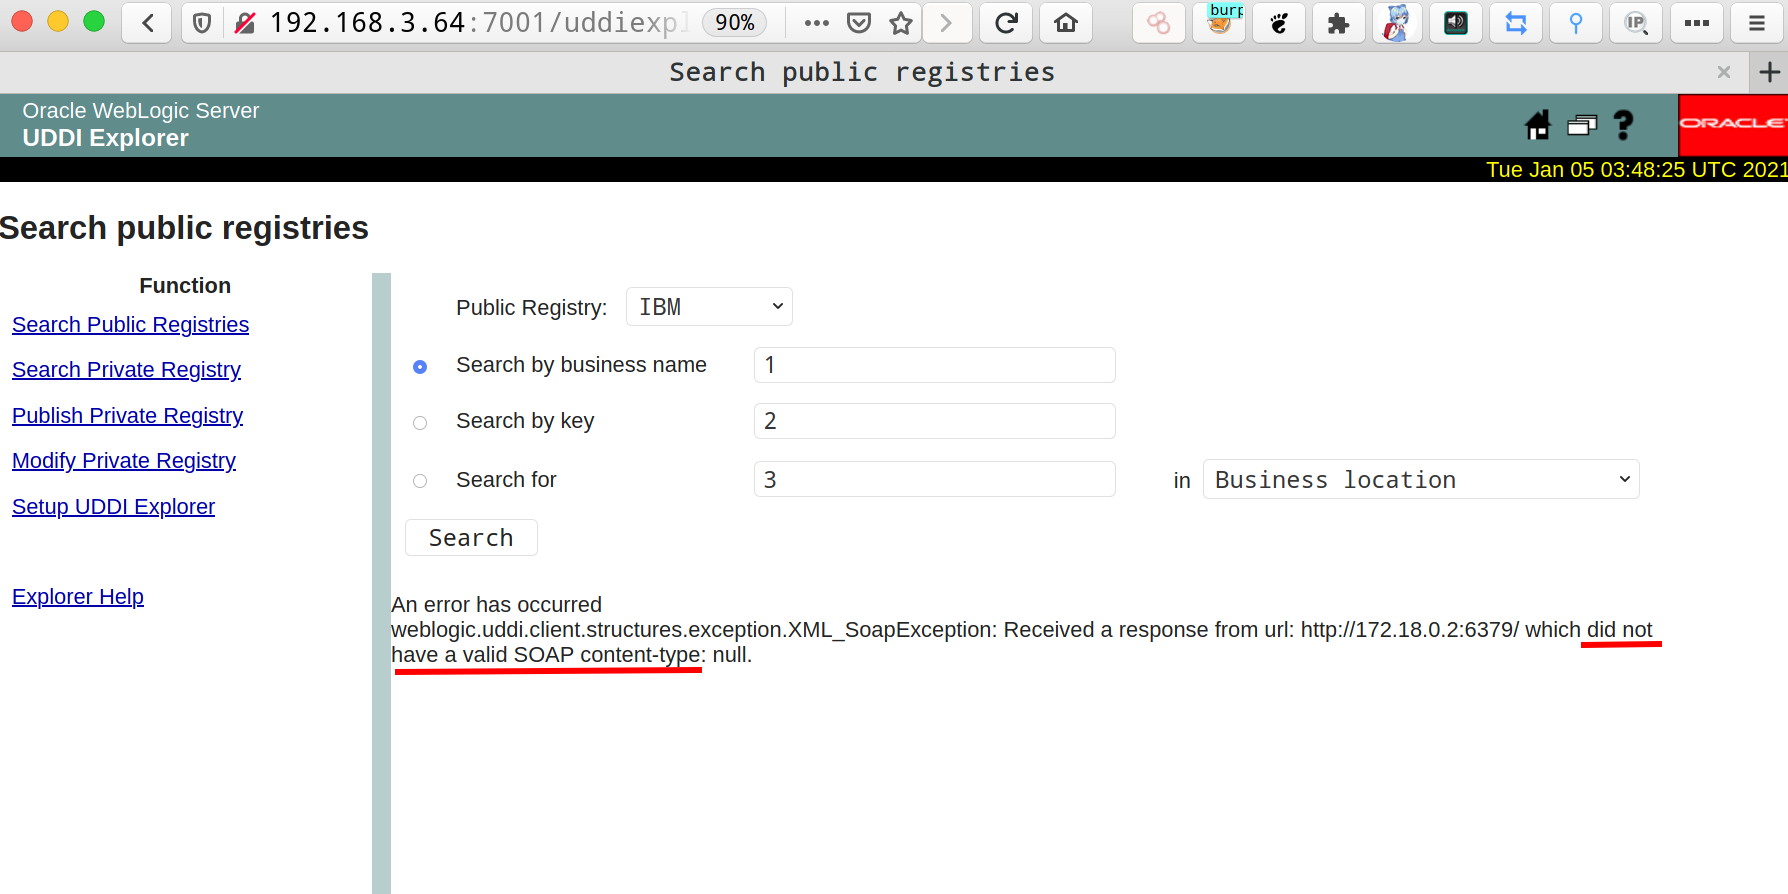 192.168.3.64:7001/uddiexpl
90%
burp
IP
Search public registries
Oracle WebLogic Server
UDDI Explorer
?
ORACLE
Tue Jan 05 03:48:25 UTC 2021
Search public registries
Function
Search Public Registries
Search Private Registry
Publish Private Registry
Modify Private Registry
Setup UDDI Explorer
Explorer Help
Public Registry: IBM
Search by business name 1
Search by key 2
Search for 3 in Business location
Search
An error has occurred
weblogic.uddi.client.structures.exception.XML_SoapException: Received a response from url: http://172.18.0.2:6379/ which did not
have a valid SOAP content-type: null.